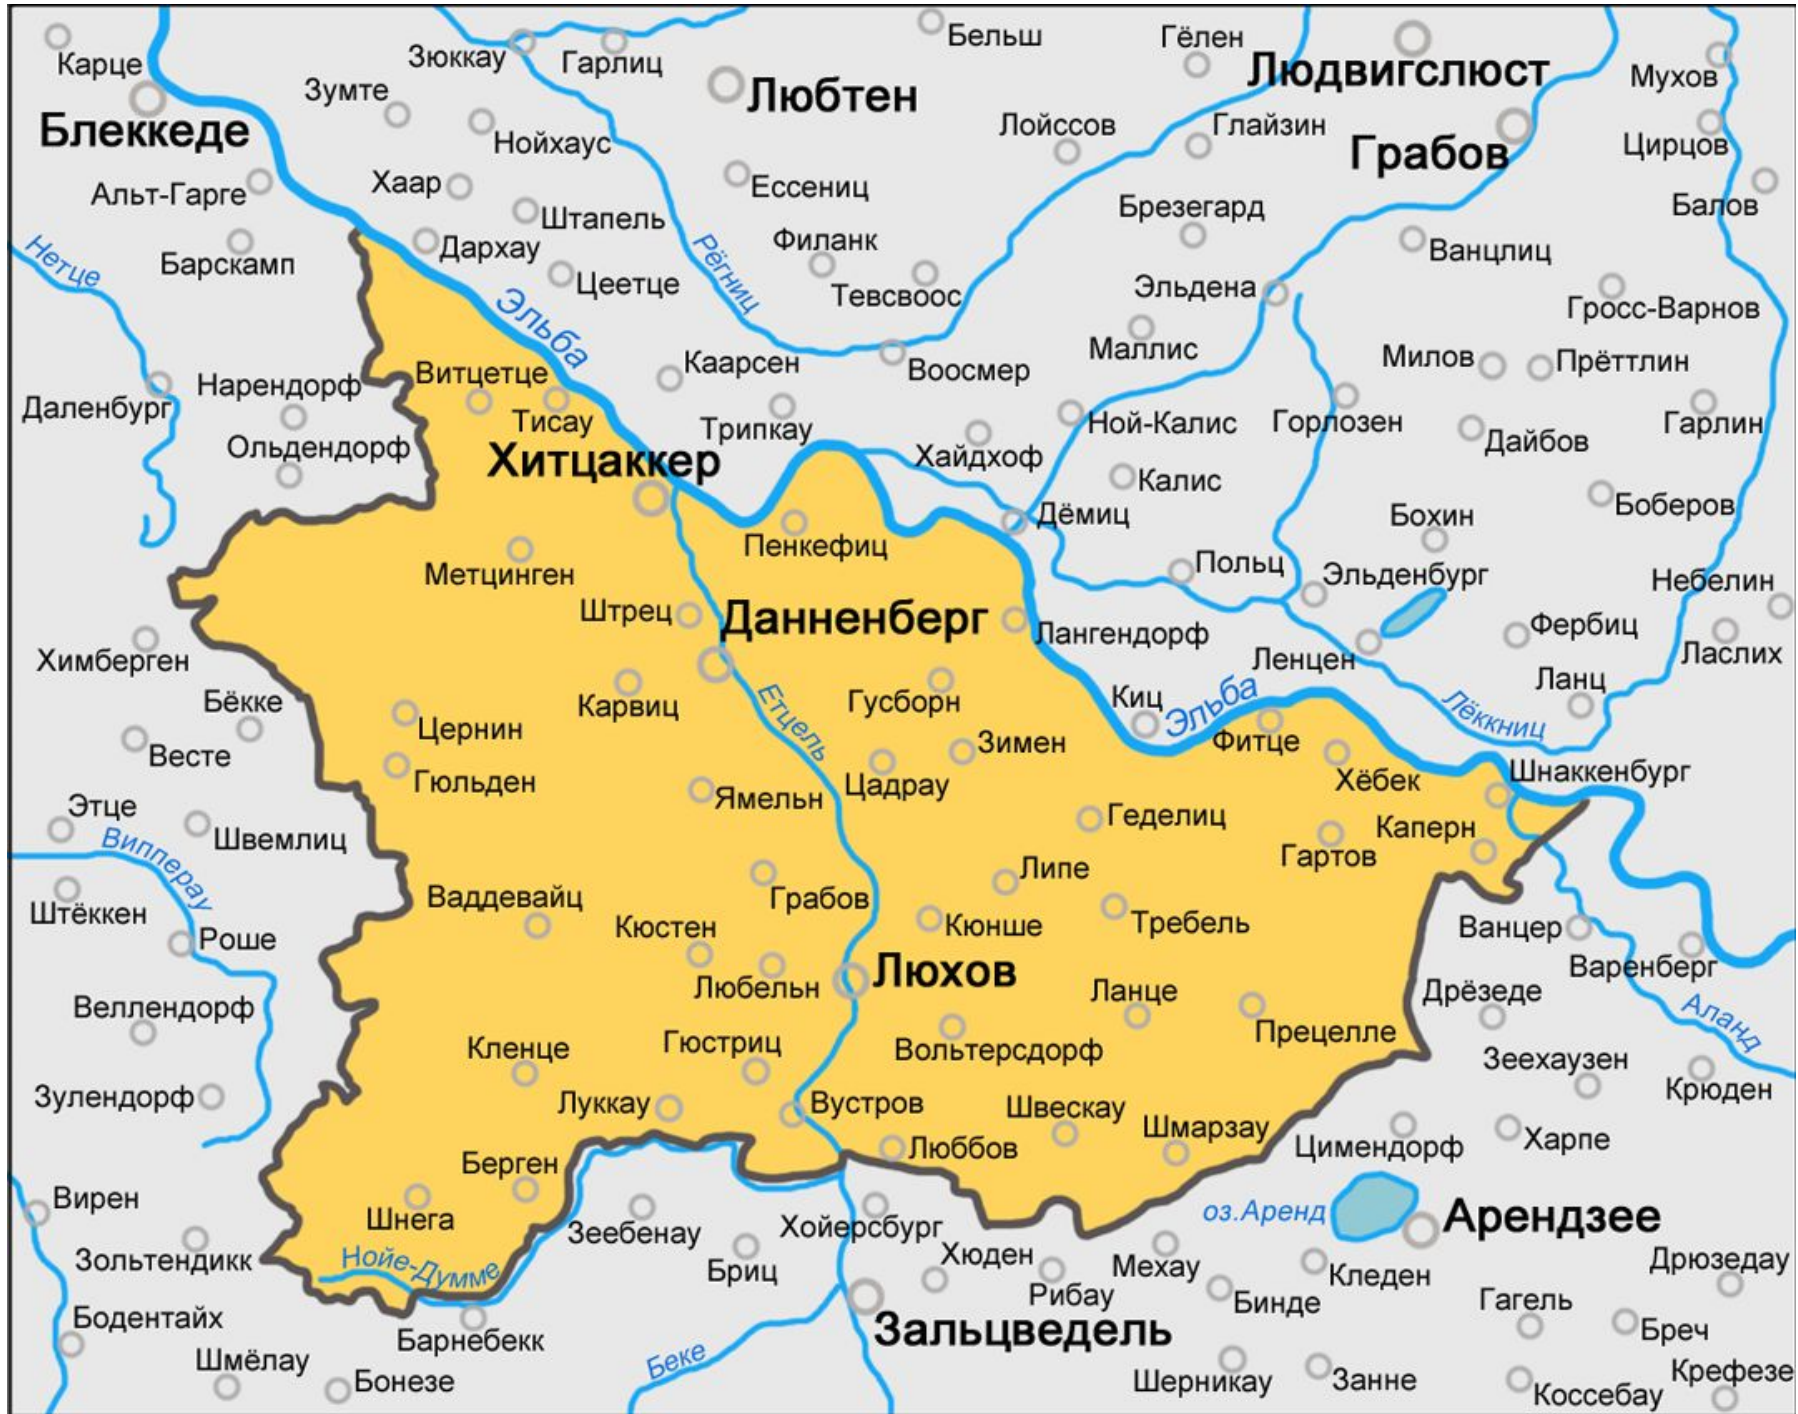 Бельш
Гёлен
Зюккау
Гарлиц
Карце
Людвигслюст
Мухов
Зумте
Любтен
Блеккеде
Нойхаус
Лойссов
Глайзин
Грабов
Цирцов
Альт-Гарге
Хаар
Ессениц
Штапель
Брезегард
Балов
Нетце
Барскамп
Дархау
Филанк
Рёгниц
Ванцлиц
Цеетце
Тевсвоос
Эльдена
Гросс-Варнов
Эльба
Маллис
Милов
Прёттлин
Каарсен
Воосмер
Витцетце
Нарендорф
Даленбург
Тисау
Трипкау
Ной-Калис
Горлозен
Гарлин
Дайбов
Ольдендорф
Хитцаккер
Хайдхоф
Калис
Боберов
Дёмиц
Бохин
Пенкефиц
Метцинген
Польц
Эльденбург
Небелин
Штрец
Данненберг
Лангендорф
Фербиц
Химберген
Ленцен
Ласлих
Ланц
Бёкке
Карвиц
Гусборн
Киц
Эльба
Лёккниц
Цернин
Етцель
Зимен
Фитце
Весте
Гюльден
Цадрау
Хёбек
Шнаккенбург
Ямельн
Этце
Геделиц
Каперн
Швемлиц
Випперау
Гартов
Липе
Ваддевайц
Грабов
Штёккен
Кюстен
Кюнше
Требель
Ванцер
Роше
Люхов
Варенберг
Любельн
Ланце
Дрёзеде
Веллендорф
Аланд
Прецелле
Гюстриц
Кленце
Вольтерсдорф
Зеехаузен
Крюден
Зулендорф
Луккау
Вустров
Швескау
Шмарзау
Цимендорф
Харпе
Люббов
Берген
Вирен
Шнега
Зеебенау
Хойерсбург
оз.Аренд
Арендзее
Зольтендикк
Нойе-Думме
Бриц
Хюден
Мехау
Кледен
Дрюзедау
Рибау
Бинде
Гагель
Бодентайх
Барнебекк
Зальцведель
Бреч
Шмёлау
Беке
Бонезе
Шерникау
Занне
Коссебау
Крефезе